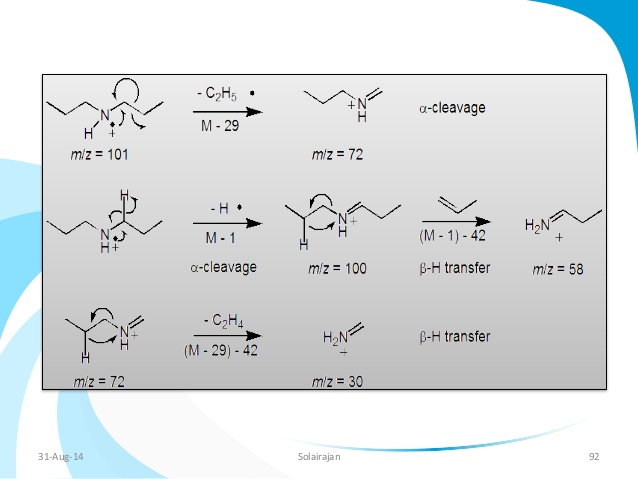 - C2H5 •
N
H
•
+
M - 29
+N
H
α-cleavage
m/z = 101
m/z = 72
H
N
H
•
+
- H •
M - 1
α-cleavage
H
N
H
+
m/z = 100
(M - 1) - 42
β-H transfer
H2N
+
m/z = 58
H
N
H
+
m/z = 72
- C2H4
(M - 29) - 42
H2N
+
m/z = 30
β-H transfer
31-Aug-14
Solairajan
92